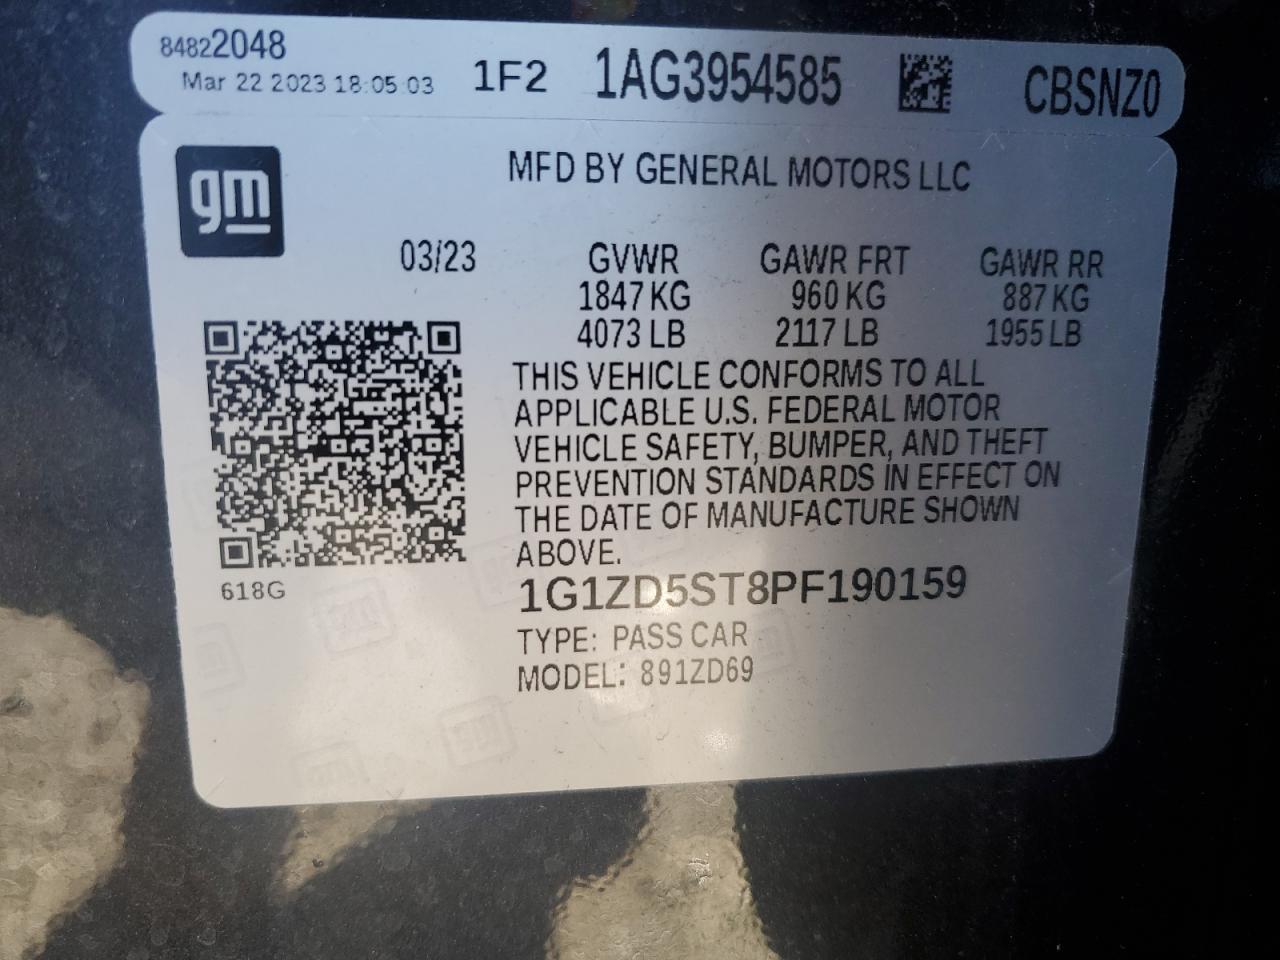 84822048
Mar 22 2023 18:05:03 1F2 1AG3954585 CBSNZ0
gm
MFD BY GENERAL MOTORS LLC
03/23 GVWR GAWR FRT GAWR RR
1847 KG 960 KG 887 KG
4073 LB 2117 LB 1955 LB
THIS VEHICLE CONFORMS TO ALL
APPLICABLE U.S. FEDERAL MOTOR
VEHICLE SAFETY, BUMPER, AND THEFT
PREVENTION STANDARDS IN EFFECT ON
THE DATE OF MANUFACTURE SHOWN
ABOVE.
618G
1G1ZD5ST8PF190159
TYPE: PASS CAR
MODEL: 891ZD69